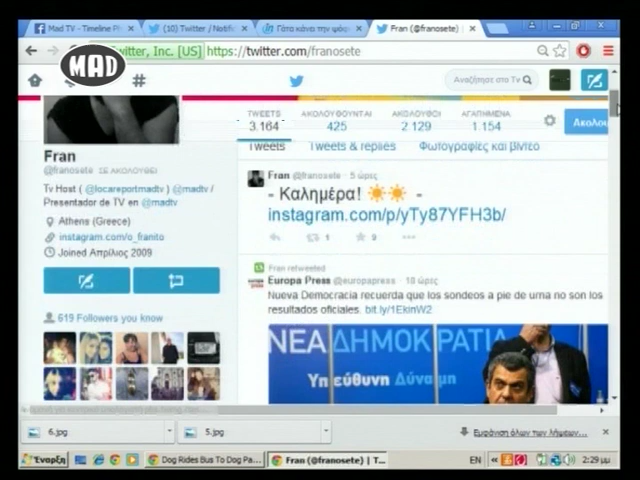 Mad TV - Timeline Ph
(10) Twitter / Notific
Γάτα κάνει την ψόφι
Fran (@franosete)
Twitter, Inc. [US] https://twitter.com/franosete
MAD
#
Αναζήτησε στο Tw
TWEETS ΑΚΟΛΟΥΘΟΥΝΤΑΙ ΑΚΟΛΟΥΘΟΙ ΑΓΑΠΗΜΕΝΑ
3.164 425 2.129 1.154
Ακολου
Tweets Tweets & replies Φωτογραφίες και βίντεο
Fran
@franosete ΣΕ ΑΚΟΛΟΥΘΕΙ
Tv Host ( @locareportmadtv ) @madtv /
Presentador de TV en @madtv
Athens (Greece)
instagram.com/o_franito
Joined Απρίλιος 2009
619 Followers you know
Fran @franosete · 5 ώρες
- Καλημέρα! ☀☀ -
instagram.com/p/yTy87YFH3b/
1 9
Fran retweeted
Europa Press @europapress · 18 ώρες
Nueva Democracia recuerda que los sondeos a pie de urna no son los
resultados oficiales. bit.ly/1EkinW2
ΝΕΑ ΔΗΜΟΚΡΑΤΙΑ
Υπεύθυνη Δύναμη
6.jpg
5.jpg
Εμφάνιση όλων των λήψεων...
Έναρξη
Dog Rides Bus To Dog Pa...
Fran (@franosete) | T...
EN
2:29 μμ